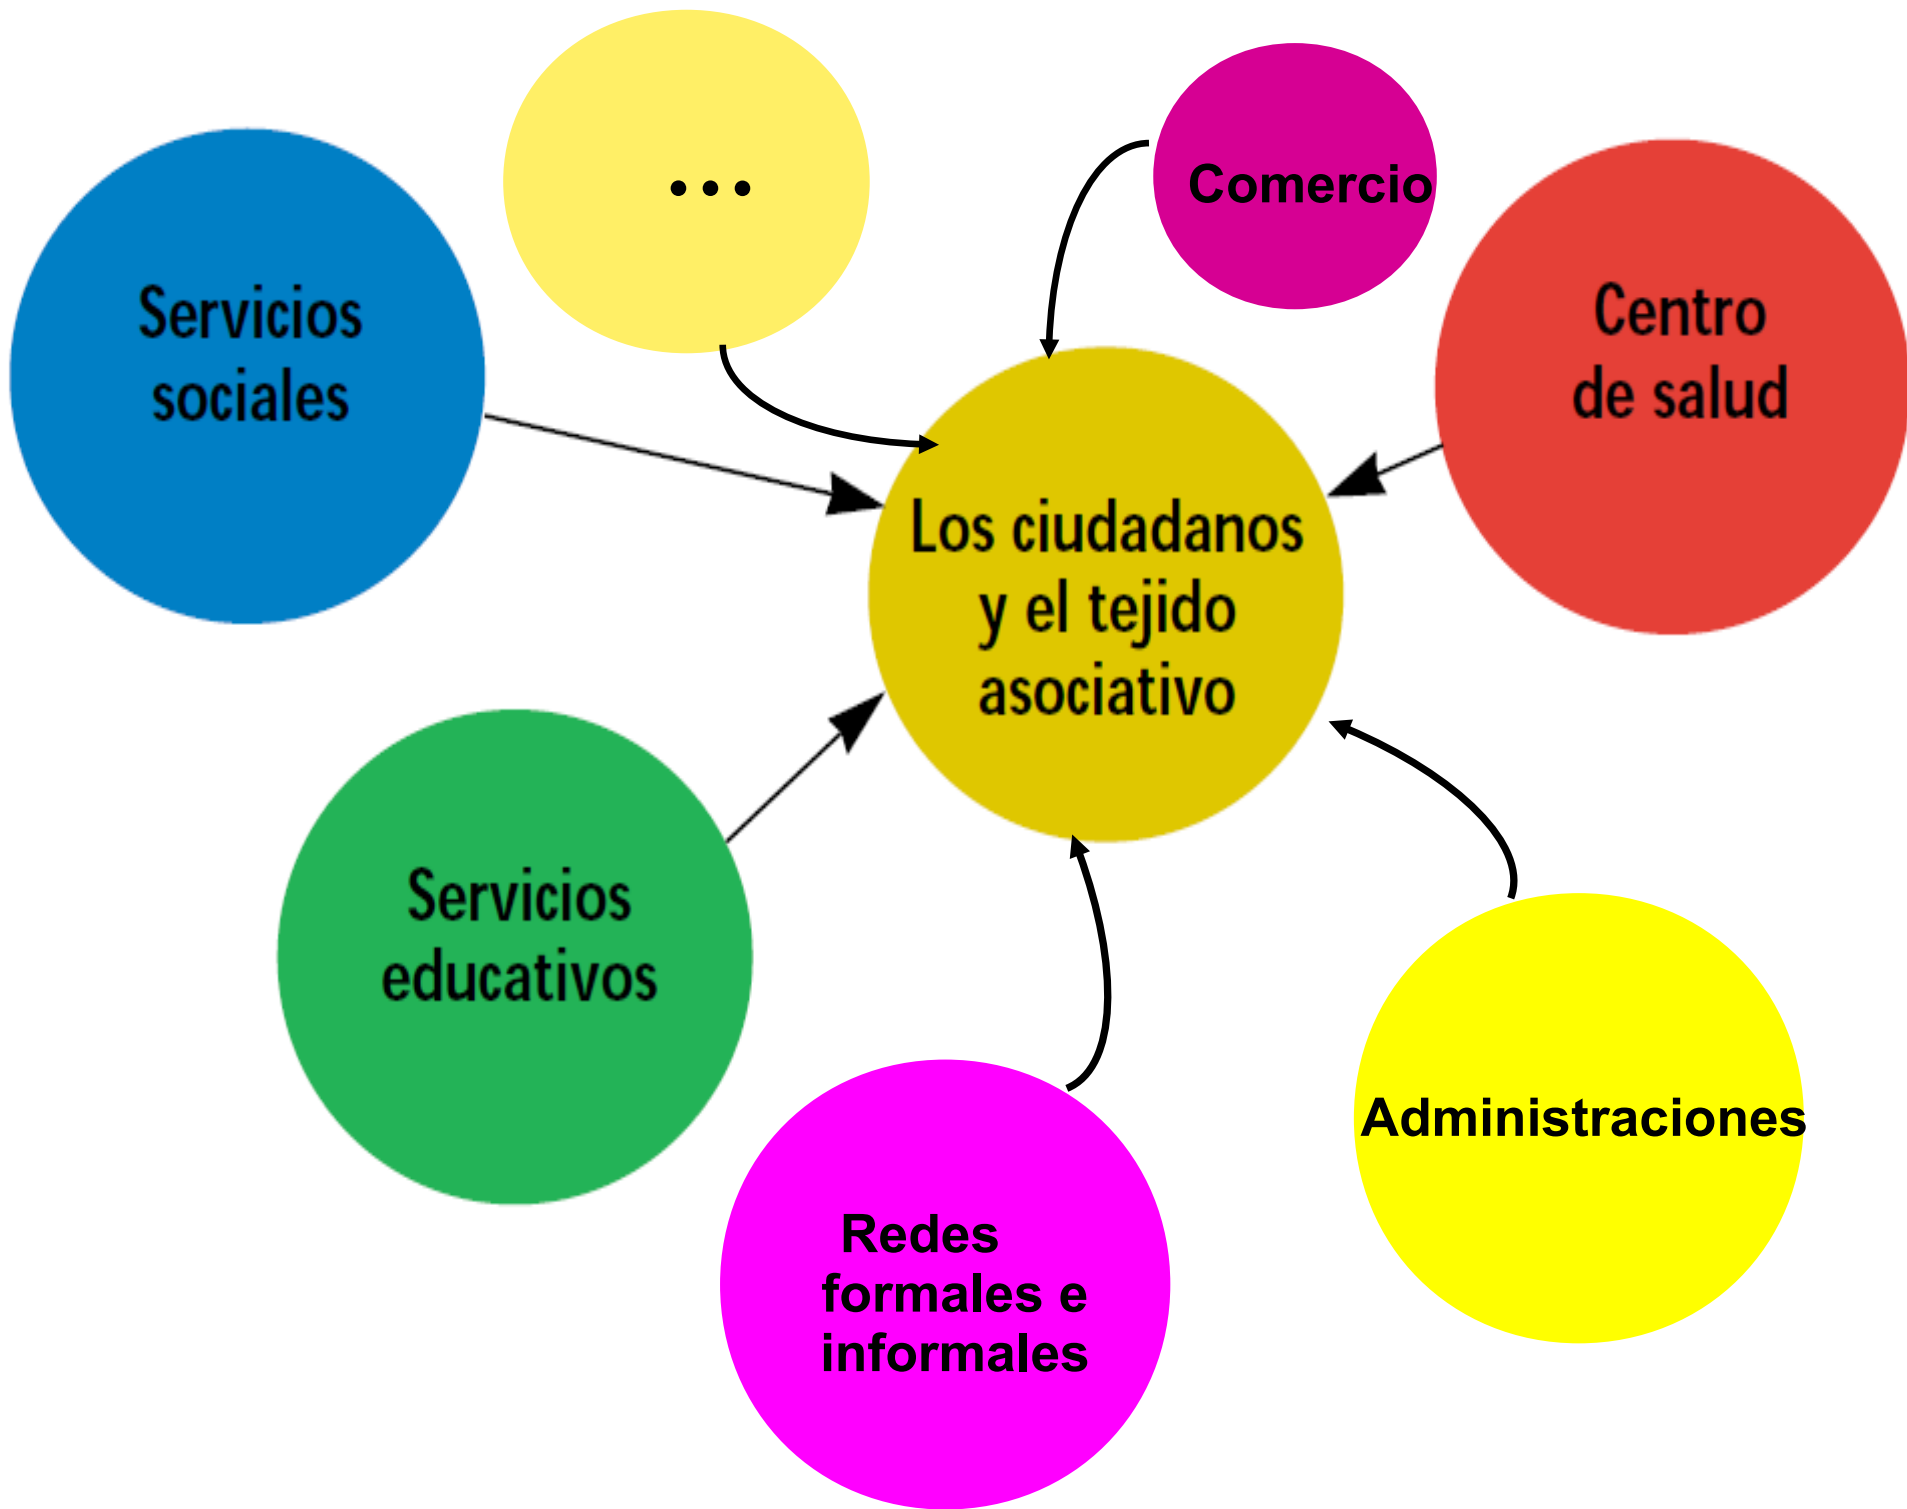 ...
Comercio
Servicios
sociales
Centro
de salud
Los ciudadanos
y el tejido
asociativo
Servicios
educativos
Administraciones
Redes
formales e
informales